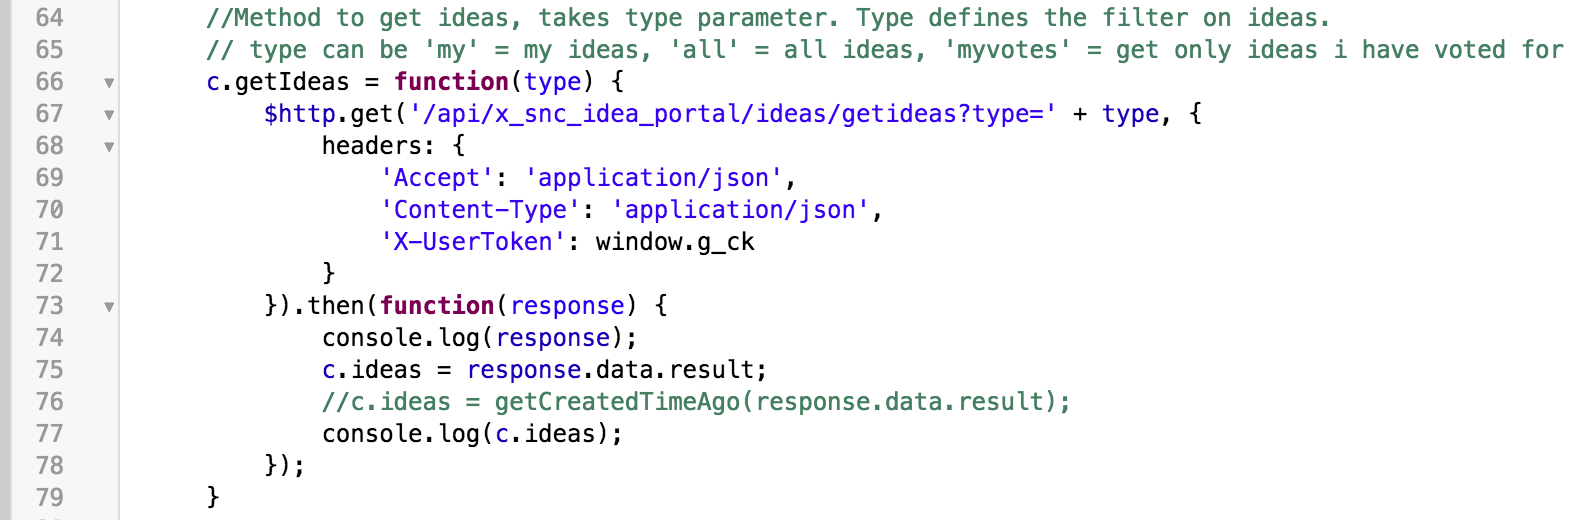 64 //Method to get ideas, takes type parameter. Type defines the filter on ideas.
65 // type can be 'my' = my ideas, 'all' = all ideas, 'myvotes' = get only ideas i have voted for
66 c.getIdeas = function(type) {
67 $http.get('/api/x_snc_idea_portal/ideas/getideas?type=' + type, {
68 headers: {
69 'Accept': 'application/json',
70 'Content-Type': 'application/json',
71 'X-UserToken': window.g_ck
72 }
73 }).then(function(response) {
74 console.log(response);
75 c.ideas = response.data.result;
76 //c.ideas = getCreatedTimeAgo(response.data.result);
77 console.log(c.ideas);
78 });
79 }